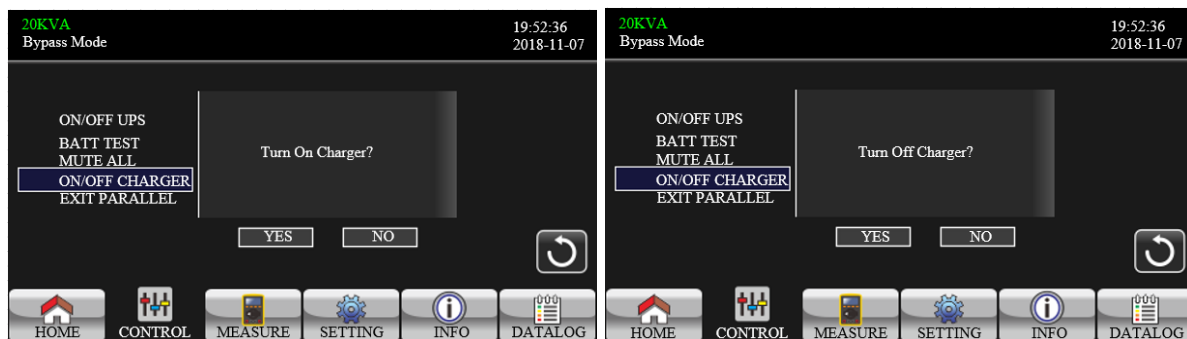 20KVA
Bypass Mode
19:52:36
2018-11-07
ON/OFF UPS
BATT TEST
MUTE ALL
ON/OFF CHARGER
EXIT PARALLEL
Turn On Charger?
YES NO
HOME CONTROL MEASURE SETTING INFO DATALOG
20KVA
Bypass Mode
19:52:36
2018-11-07
ON/OFF UPS
BATT TEST
MUTE ALL
ON/OFF CHARGER
EXIT PARALLEL
Turn Off Charger?
YES NO
HOME CONTROL MEASURE SETTING INFO DATALOG